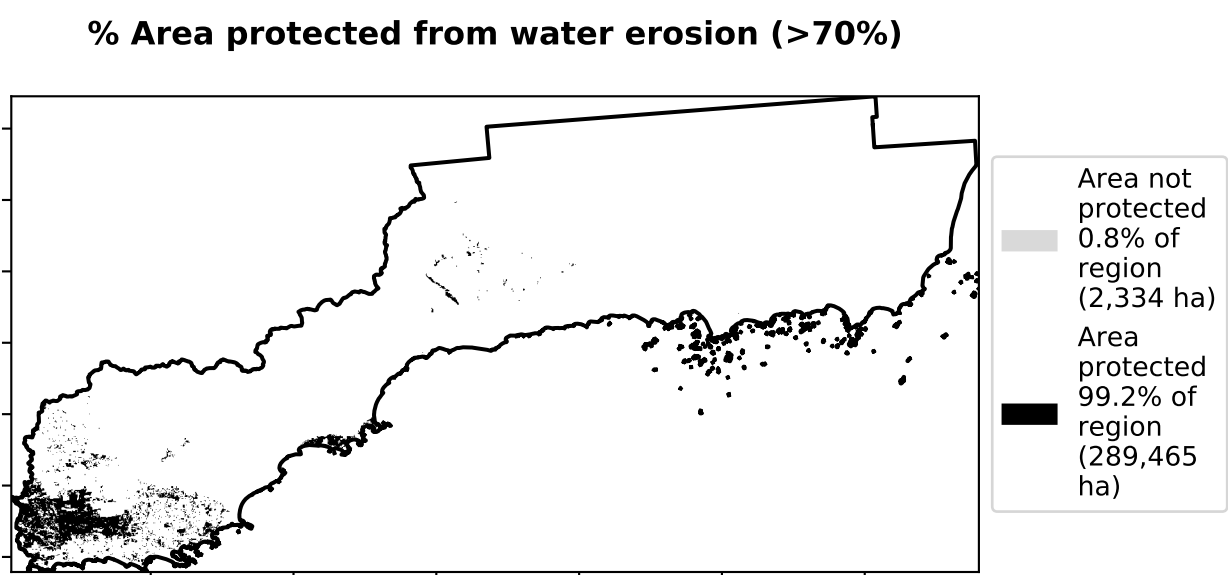 % Area protected from water erosion (>70%)
Area not
protected
0.8% of
region
(2,334 ha)
Area
protected
99.2% of
region
(289,465
ha)